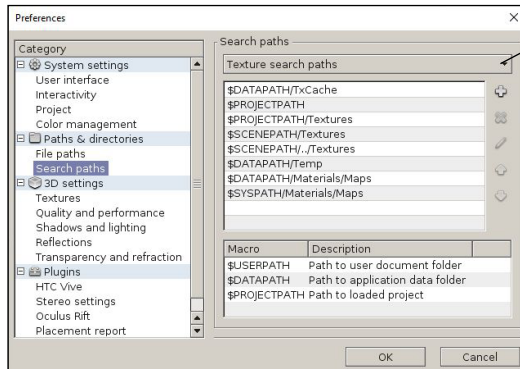 Preferences
Category
System settings
User interface
Interactivity
Project
Color management
Paths & directories
File paths
Search paths
3D settings
Textures
Quality and performance
Shadows and lighting
Reflections
Transparency and refraction
Plugins
HTC Vive
Stereo settings
Oculus Rift
Placement report
Search paths
Texture search paths
$DATAPATH/TxCache
$PROJECTPATH
$PROJECTPATH/Textures
$SCENEPATH/Textures
$SCENEPATH/../Textures
$DATAPATH/Temp
$DATAPATH/Materials/Maps
$SYSPATH/Materials/Maps
Macro Description
$USERPATH Path to user document folder
$DATAPATH Path to application data folder
$PROJECTPATH Path to loaded project
OK Cancel